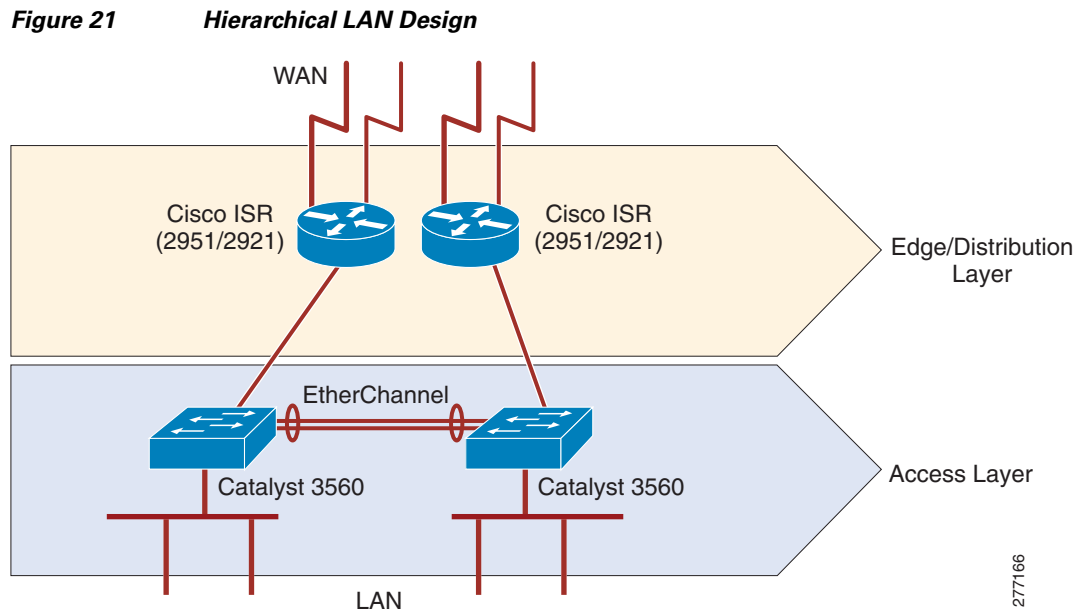 Figure 21 Hierarchical LAN Design
WAN
Cisco ISR
(2951/2921)
Cisco ISR
(2951/2921)
Edge/Distribution
Layer
EtherChannel
Catalyst 3560
Catalyst 3560
Access Layer
LAN
277166